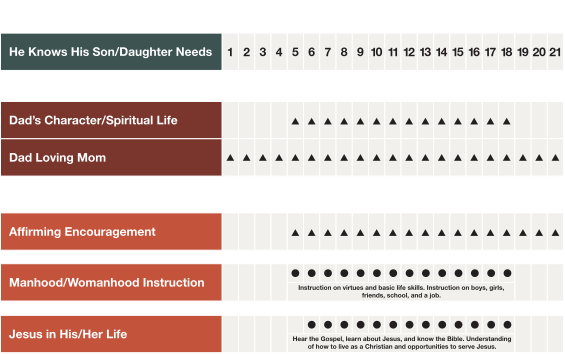 He Knows His Son/Daughter Needs 1 2 3 4 5 6 7 8 9 10 11 12 13 14 15 16 17 18 19 20 21
Dad's Character/Spiritual Life
Dad Loving Mom
Affirming Encouragement
Manhood/Womanhood Instruction
Instruction on virtues and basic life skills. Instruction on boys, girls,
friends, school, and a job.
Jesus in His/Her Life
Hear the Gospel, learn about Jesus, and know the Bible. Understanding
of how to live as a Christian and opportunities to serve Jesus.